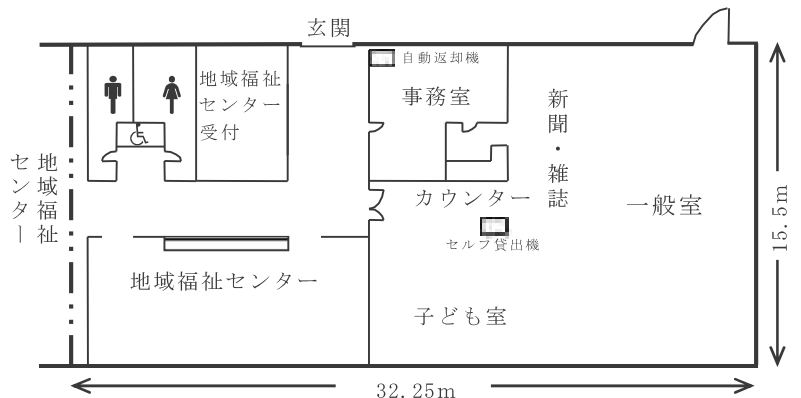 玄関
自動返却機
地域福祉
センター
受付
事務室
新聞・雑誌
地域福祉
センター
カウンター
一般室
セルフ貸出機
地域福祉センター
子ども室
15.5m
32.25m